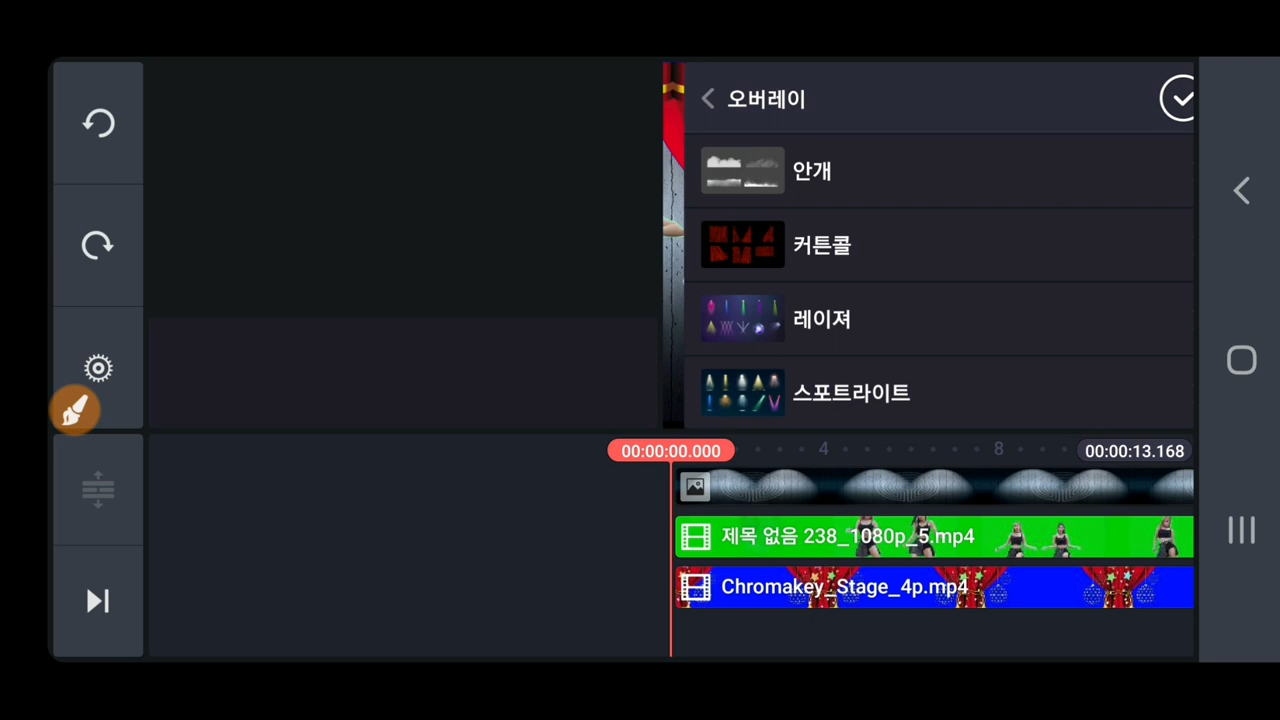 오버레이
안개
커튼콜
레이져
스포트라이트
00:00:00.000
4
8
00:00:13.168
제목 없음 238_1080p_5.mp4
Chromakey_Stage_4p.mp4